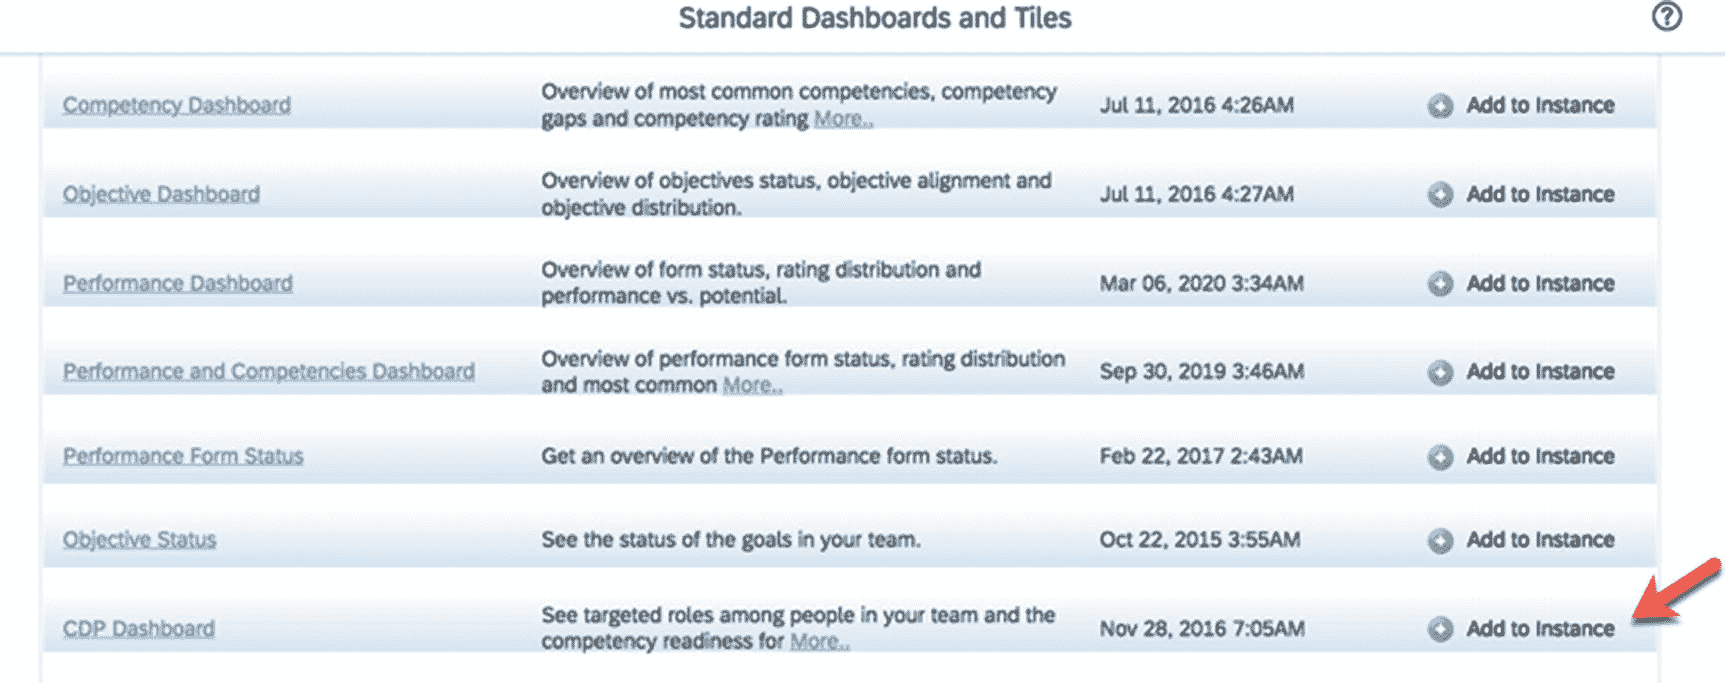 Standard Dashboards and Tiles
?
Competency Dashboard
Overview of most common competencies, competency
gaps and competency rating More..
Jul 11, 2016 4:26AM
Add to Instance
Objective Dashboard
Overview of objectives status, objective alignment and
objective distribution.
Jul 11, 2016 4:27AM
Add to Instance
Performance Dashboard
Overview of form status, rating distribution and
performance vs. potential.
Mar 06, 2020 3:34AM
Add to Instance
Performance and Competencies Dashboard
Overview of performance form status, rating distribution
and most common More..
Sep 30, 2019 3:46AM
Add to Instance
Performance Form Status
Get an overview of the Performance form status.
Feb 22, 2017 2:43AM
Add to Instance
Objective Status
See the status of the goals in your team.
Oct 22, 2015 3:55AM
Add to Instance
CDP Dashboard
See targeted roles among people in your team and the
competency readiness for More..
Nov 28, 2016 7:05AM
Add to Instance